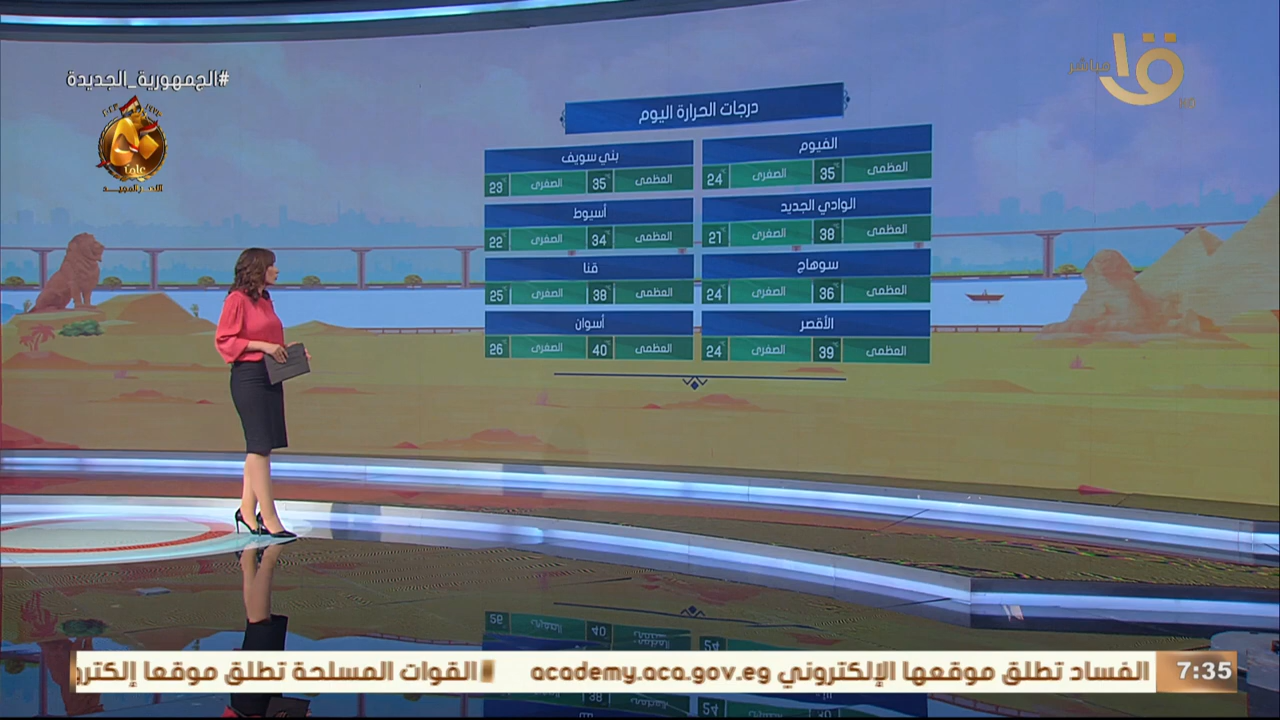 #الجمهورية_الجديدة
مباشر
عامًا
النصر المجيد
درجات الحرارة اليوم
الفيوم
العظمى 35 الصغرى 24
بني سويف
العظمى 35 الصغرى 23
الوادي الجديد
العظمى 38 الصغرى 21
أسيوط
العظمى 34 الصغرى 22
سوهاج
العظمى 36 الصغرى 24
قنا
العظمى 38 الصغرى 25
الأقصر
العظمى 39 الصغرى 24
أسوان
العظمى 40 الصغرى 26
7:35
الفساد تطلق موقعها الإلكتروني academy.aca.gov.eg القوات المسلحة تطلق موقعا